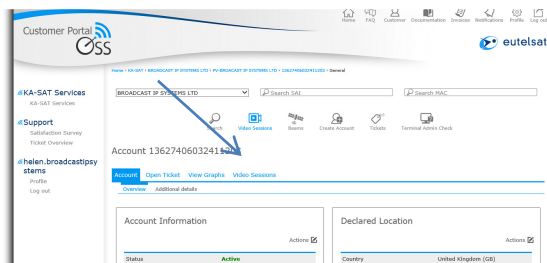 Home FAQ Customer Documentation Invoices Notifications Profile Log out
Customer Portal
OSS
eutelsat
Home • KA-SAT • BROADCAST IP SYSTEMS LTD • PV-BROADCAST IP SYSTEMS LTD • General
KA-SAT Services
KA-SAT Services
BROADCAST IP SYSTEMS LTD
Search SAI
Search MAC
Support
Satisfaction Survey
Ticket Overview
Search Video Sessions Beams Create Account Tickets Terminal Admin Check
Account
helen.broadcastipsy
stems
Profile
Log out
Account Open Ticket View Graphs Video Sessions
Overview Additional details
Account Information
Actions
Status Active
Declared Location
Actions
Country United Kingdom (GB)